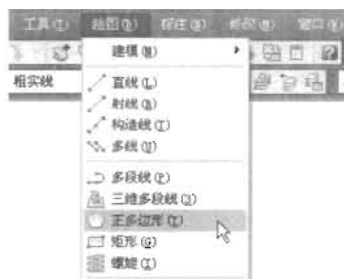 工具(T) 绘图(D) 标注(N) 修改(M) 窗口(W)
建模(M)
粗实线
直线(L)
射线(R)
构造线(T)
多线(U)
多段线(P)
三维多段线(3)
正多边形(Y)
矩形(G)
螺旋(I)